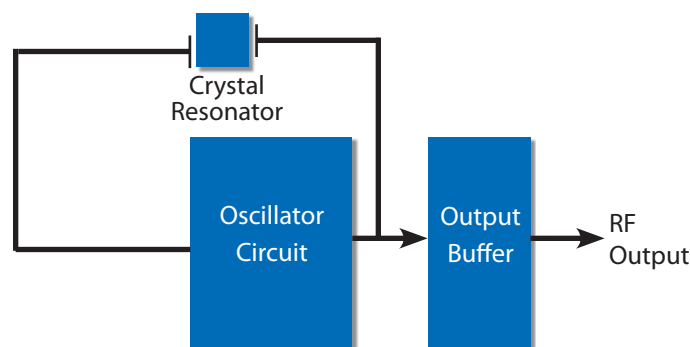 Crystal
Resonator
Oscillator
Circuit
Output
Buffer
RF
Output